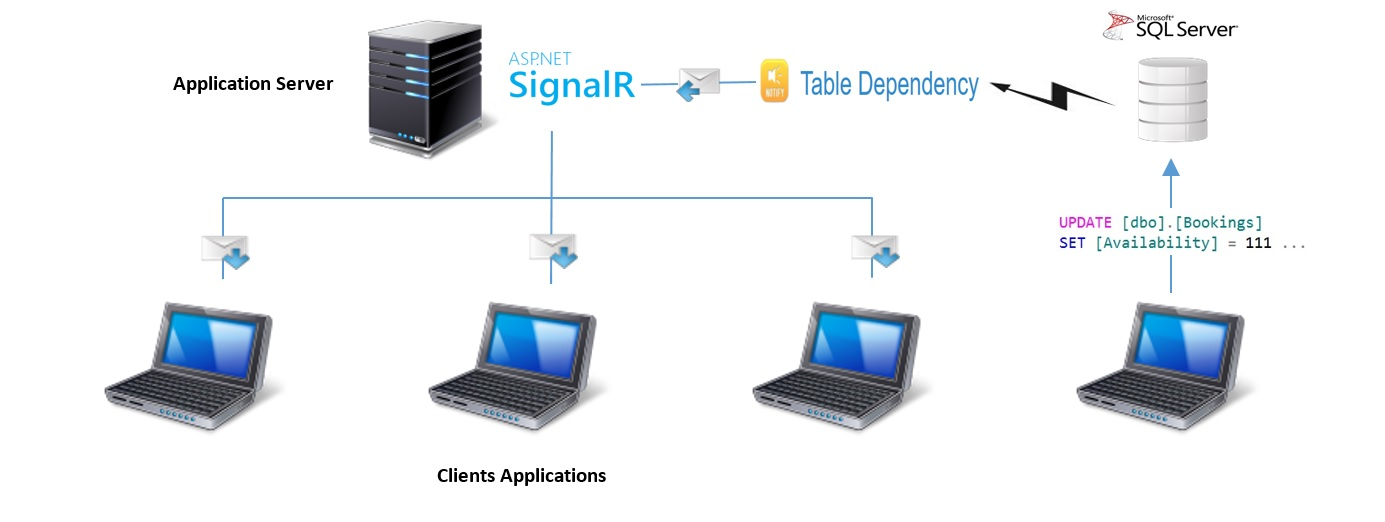 Microsoft®
SQL Server®
Application Server
ASP.NET
SignalR
NOTIFY
Table Dependency
UPDATE [dbo].[Bookings]
SET [Availability] = 111 ...
Clients Applications